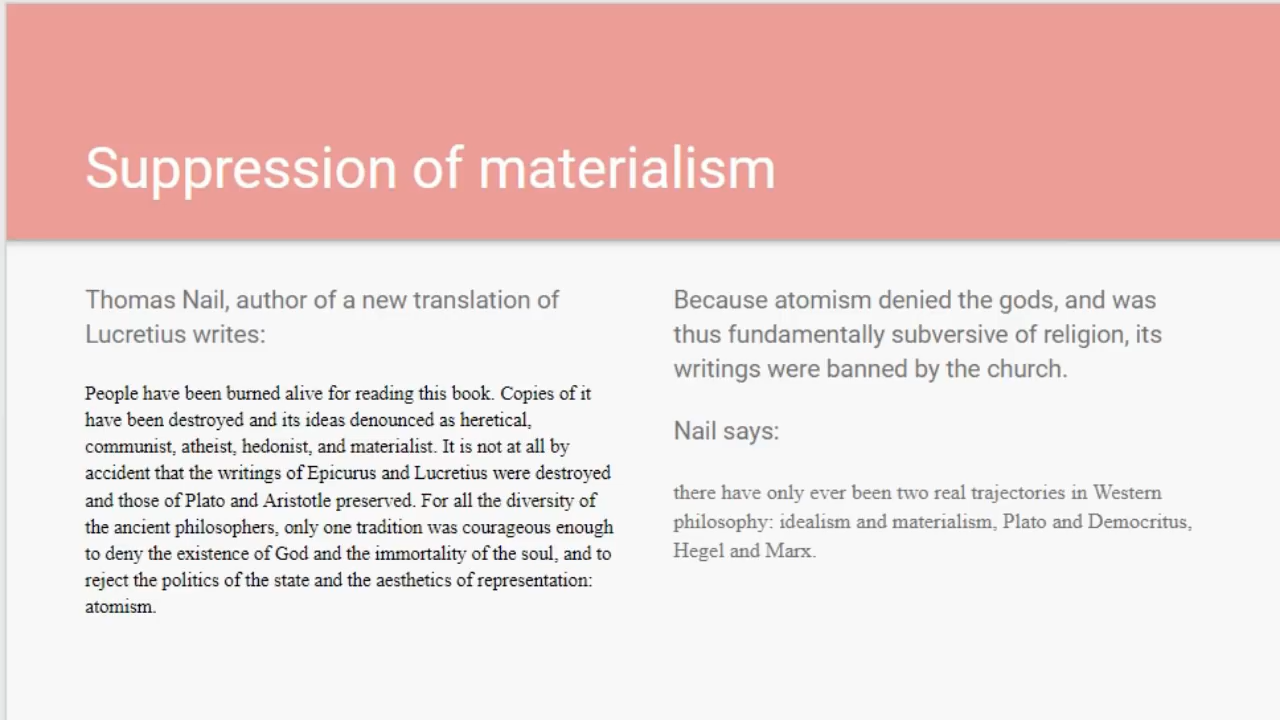 Suppression of materialism
Thomas Nail, author of a new translation of
Lucretius writes:
People have been burned alive for reading this book. Copies of it
have been destroyed and its ideas denounced as heretical,
communist, atheist, hedonist, and materialist. It is not at all by
accident that the writings of Epicurus and Lucretius were destroyed
and those of Plato and Aristotle preserved. For all the diversity of
the ancient philosophers, only one tradition was courageous enough
to deny the existence of God and the immortality of the soul, and to
reject the politics of the state and the aesthetics of representation:
atomism.
Because atomism denied the gods, and was
thus fundamentally subversive of religion, its
writings were banned by the church.
Nail says:
there have only ever been two real trajectories in Western
philosophy: idealism and materialism, Plato and Democritus,
Hegel and Marx.